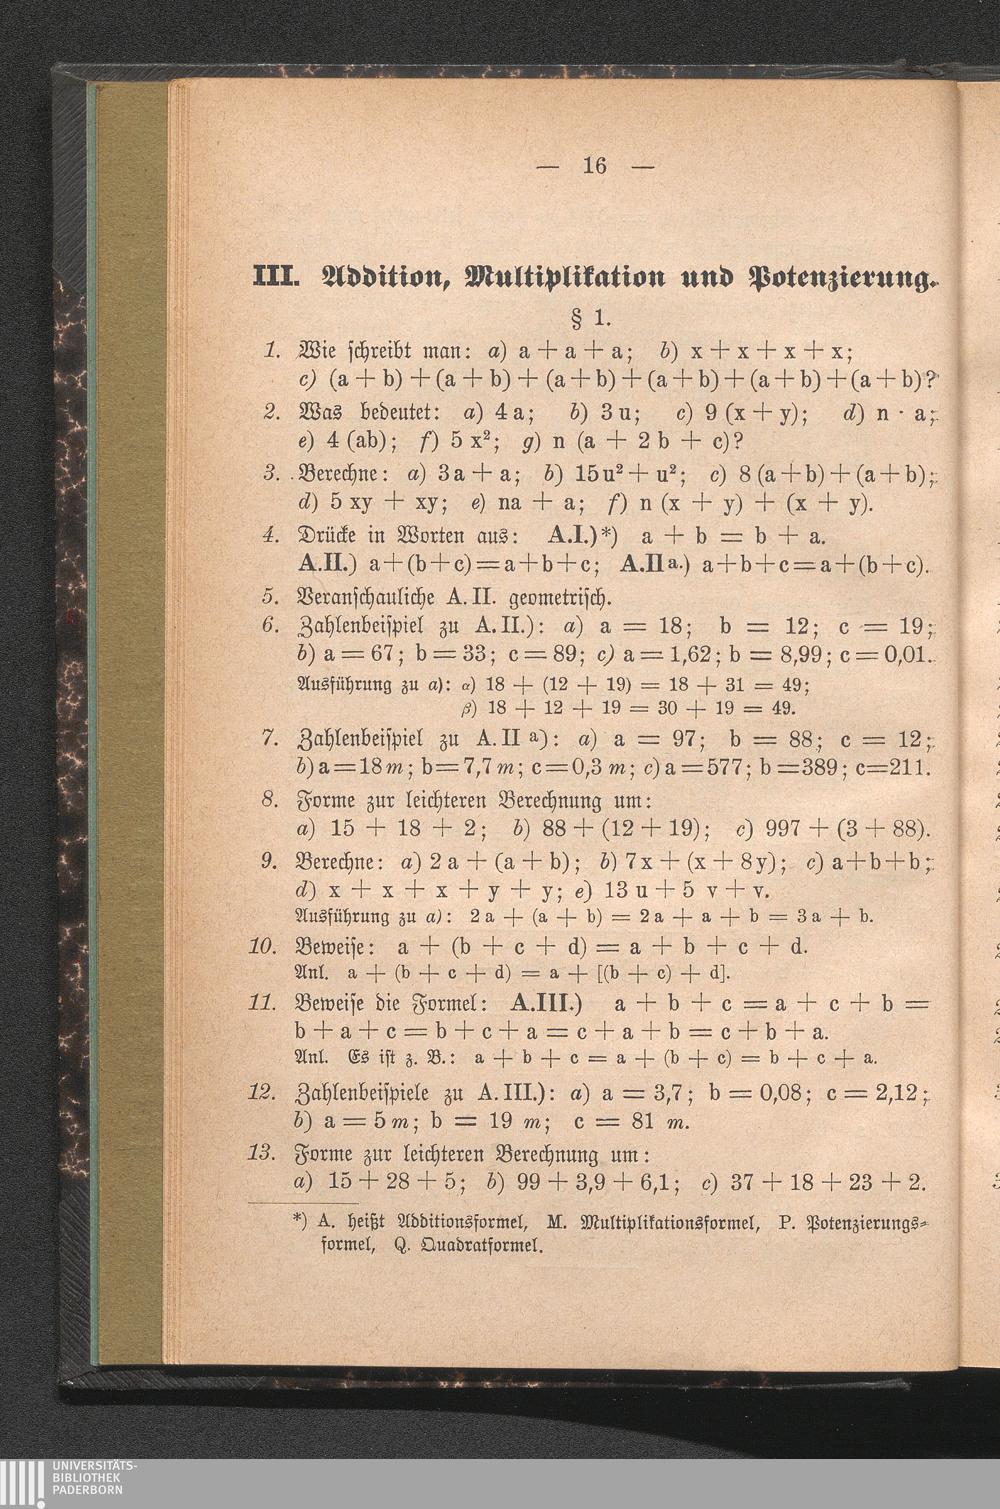 — 16 —
III. Addition, Multiplikation und Potenzierung.
§ 1.
1. Wie schreibt man: a) a + a + a; b) x + x + x + x;
c) (a + b) + (a + b) + (a + b) + (a + b) + (a + b) + (a + b)?
2. Was bedeutet: a) 4 a; b) 3 u; c) 9 (x + y); d) n · a;
e) 4 (ab); f) 5 x²; g) n (a + 2 b + c)?
3. Berechne: a) 3 a + a; b) 15 u² + u²; c) 8 (a + b) + (a + b);
d) 5 xy + xy; e) na + a; f) n (x + y) + (x + y).
4. Drücke in Worten aus: A.I.)*) a + b = b + a.
A.II.) a + (b + c) = a + b + c; A.IIa.) a + b + c = a + (b + c).
5. Veranschauliche A. II. geometrisch.
6. Zahlenbeispiel zu A. II.): a) a = 18; b = 12; c = 19;
b) a = 67; b = 33; c = 89; c) a = 1,62; b = 8,99; c = 0,01.
Ausführung zu a): α) 18 + (12 + 19) = 18 + 31 = 49;
β) 18 + 12 + 19 = 30 + 19 = 49.
7. Zahlenbeispiel zu A. II a): a) a = 97; b = 88; c = 12;
b) a = 18 m; b = 7,7 m; c = 0,3 m; c) a = 577; b = 389; c = 211.
8. Forme zur leichteren Berechnung um:
a) 15 + 18 + 2; b) 88 + (12 + 19); c) 997 + (3 + 88).
9. Berechne: a) 2 a + (a + b); b) 7 x + (x + 8 y); c) a + b + b;
d) x + x + x + y + y; e) 13 u + 5 v + v.
Ausführung zu a): 2 a + (a + b) = 2 a + a + b = 3 a + b.
10. Beweise: a + (b + c + d) = a + b + c + d.
Anl. a + (b + c + d) = a + [(b + c) + d].
11. Beweise die Formel: A.III.) a + b + c = a + c + b =
b + a + c = b + c + a = c + a + b = c + b + a.
Anl. Es ist z. B.: a + b + c = a + (b + c) = b + c + a.
12. Zahlenbeispiele zu A. III.): a) a = 3,7; b = 0,08; c = 2,12;
b) a = 5 m; b = 19 m; c = 81 m.
13. Forme zur leichteren Berechnung um:
a) 15 + 28 + 5; b) 99 + 3,9 + 6,1; c) 37 + 18 + 23 + 2.
*) A. heißt Additionsformel, M. Multiplikationsformel, P. Potenzierungs-
formel, Q. Quadratformel.
UNIVERSITÄTS-
BIBLIOTHEK
PADERBORN